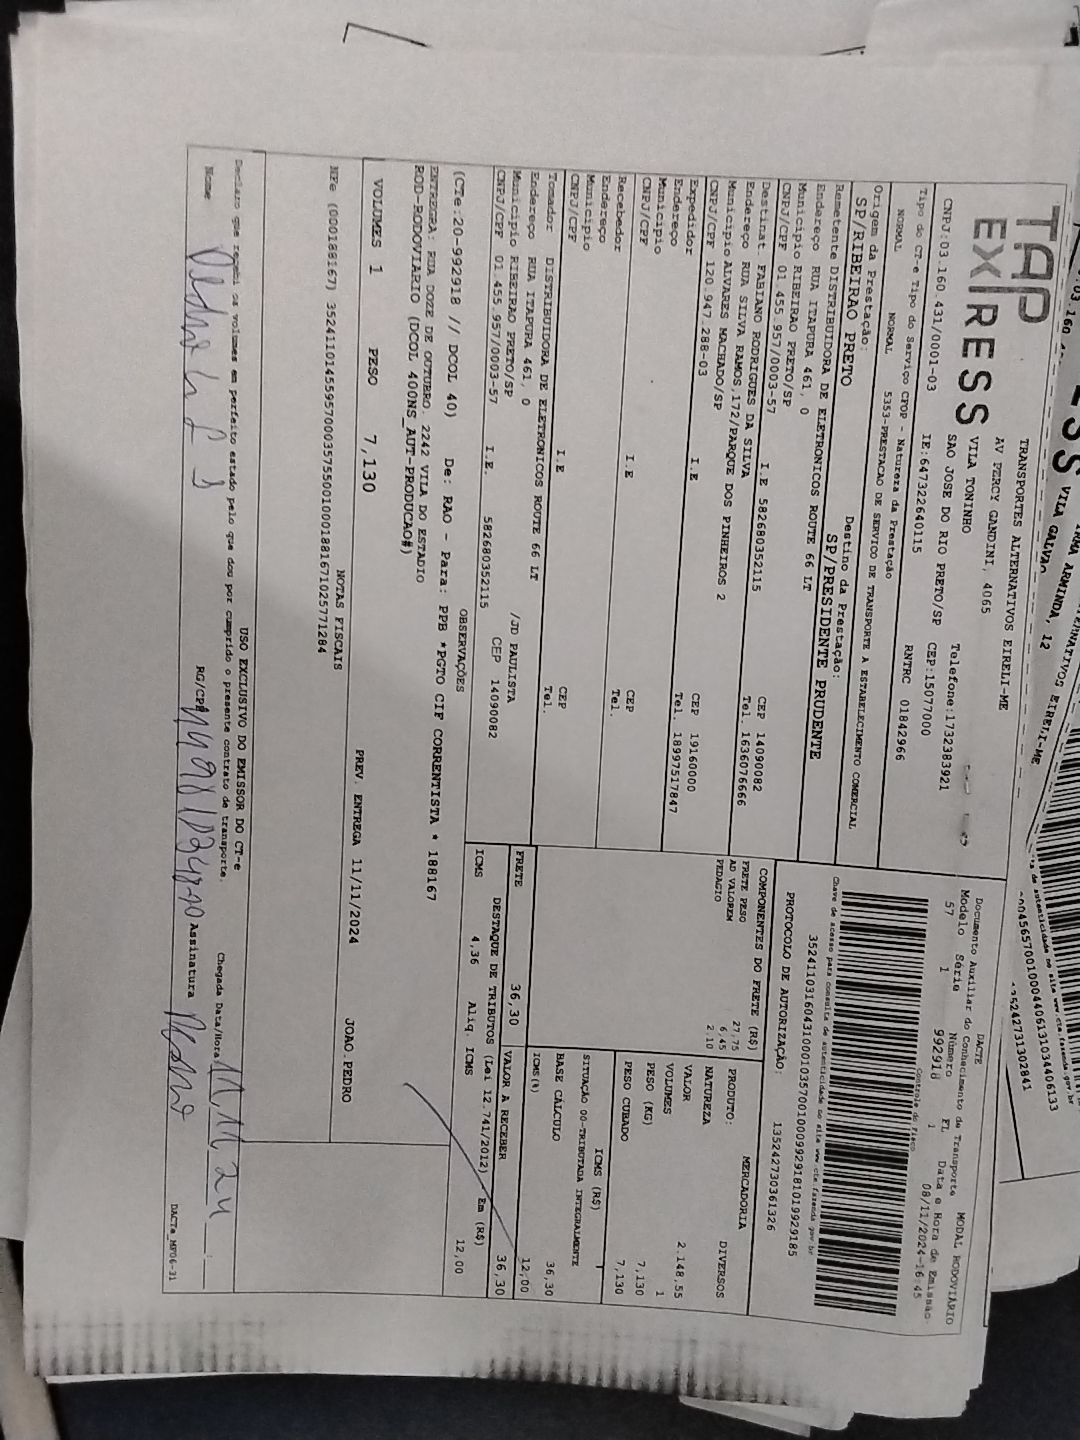 TAP
EXPRESS
TRANSPORTES ALTERNATIVOS EIRELI-ME
AV PERCY GANDINI, 4065
VILA TONINHO
SAO JOSE DO RIO PRETO/SP CEP:15077000
Telefone:1732383921
CNPJ:03.160.431/0001-03 IE:647322640115 RNTRC 01842966
Tipo do CT-e Tipo do Serviço CFOP - Natureza da Prestação
NORMAL NORMAL 5353-PRESTACAO DE SERVICO DE TRANSPORTE A ESTABELECIMENTO COMERCIAL
Origem da Prestação: Destino da Prestação:
SP/RIBEIRAO PRETO SP/PRESIDENTE PRUDENTE
DACTE
Documento Auxiliar do Conhecimento de Transporte MODAL RODOVIÁRIO
Modelo Série Número FL Data e Hora de Emissão
57 1 992918 1 08/11/2024-16:45
Controle do Fisco
Chave de acesso para consulta de autenticidade no site www.cte.fazenda.gov.br
35241103160431000103570010009929181019929185
PROTOCOLO DE AUTORIZAÇÃO: 135242730361326
Remetente DISTRIBUIDORA DE ELETRONICOS ROUTE 66 LT
Endereço RUA ITAPURA 461, 0
Municipio RIBEIRAO PRETO/SP CEP 14090082
CNPJ/CPF 01.455.957/0003-57 I.E 582680352115 Tel. 1636076666
Destinat. FABIANO RODRIGUES DA SILVA
Endereço RUA SILVA RAMOS,172/PARQUE DOS PINHEIROS 2
Municipio ALVARES MACHADO/SP CEP 19160000
CNPJ/CPF 120.947.288-03 I.E Tel. 18997517847
Expedidor
Endereço
Municipio CEP
CNPJ/CPF I.E Tel.
Recebedor
Endereço
Municipio CEP
CNPJ/CPF I.E Tel.
Tomador DISTRIBUIDORA DE ELETRONICOS ROUTE 66 LT
Endereço RUA ITAPURA 461, 0 /JD PAULISTA
Municipio RIBEIRAO PRETO/SP CEP 14090082
CNPJ/CPF 01.455.957/0003-57 I.E. 582680352115
COMPONENTES DO FRETE (R$)
FRETE PESO 27,75
AD VALOREM 6,45
PEDAGIO 2,10
MERCADORIA
PRODUTO: DIVERSOS
NATUREZA
VALOR 2.148,55
VOLUMES 1
PESO (KG) 7,130
PESO CUBADO 7,130
ICMS (R$)
SITUAÇÃO 00-TRIBUTADA INTEGRALMENTE
BASE CÁLCULO 36,30
ICMS(%) 12,00
FRETE 36,30 VALOR A RECEBER 36,30
DESTAQUE DE TRIBUTOS (Lei 12.741/2012) Em (R$)
ICMS 4,36 Aliq. ICMS 12,00
OBSERVAÇÕES
(CTe:20-992918 // DCOL 40) De: RAO - Para: PPB *PGTO CIF CORRENTISTA * 188167
ENTREGA: RUA DOZE DE OUTUBRO, 2242 VILA DO ESTADIO
ROD-RODOVIARIO (DCOL 400NS_AUT-PRODUCAO#)
VOLUMES 1 PESO 7,130 PREV. ENTREGA 11/11/2024 JOAO.PEDRO
NOTAS FISCAIS
NFe (000188167) 35241101455957000357550010001881671025771284
USO EXCLUSIVO DO EMISSOR DO CT-e
Declaro que recebi os volumes em perfeito estado pelo que dou por cumprido o presente contrato de transporte.
Chegada Data/Hora 11, 11, 24 :
Nome RG/CPF Assinatura
DACTe_MF06-31
VILA GALVAO, 12